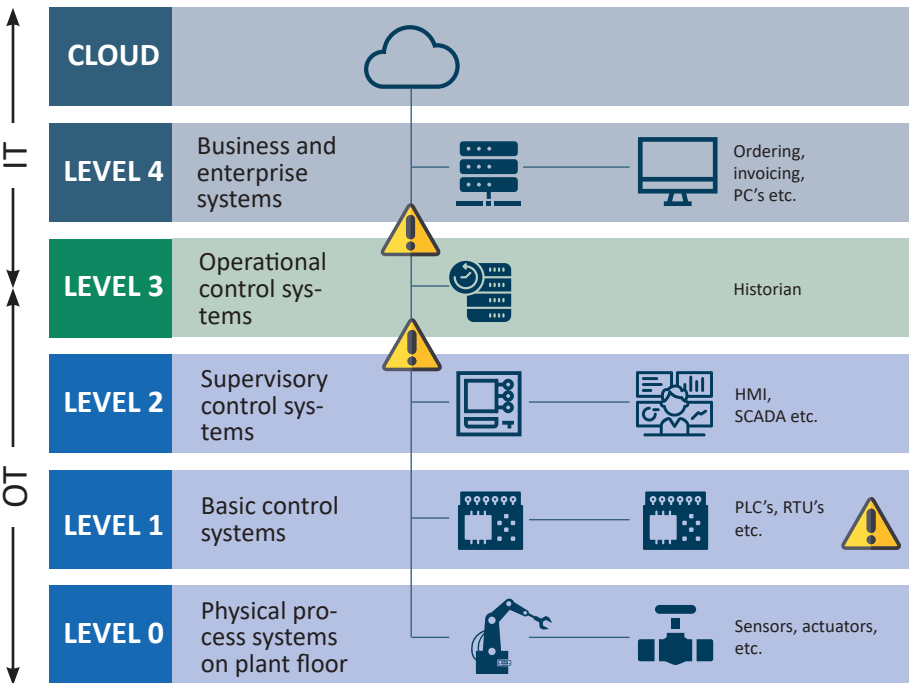 CLOUD
IT
LEVEL 4
Business and
enterprise
systems
Ordering,
invoicing,
PC's etc.
LEVEL 3
Operational
control sys-
tems
Historian
LEVEL 2
Supervisory
control sys-
tems
HMI,
SCADA etc.
OT
LEVEL 1
Basic control
systems
PLC's, RTU's
etc.
LEVEL 0
Physical pro-
cess systems
on plant floor
Sensors, actuators,
etc.